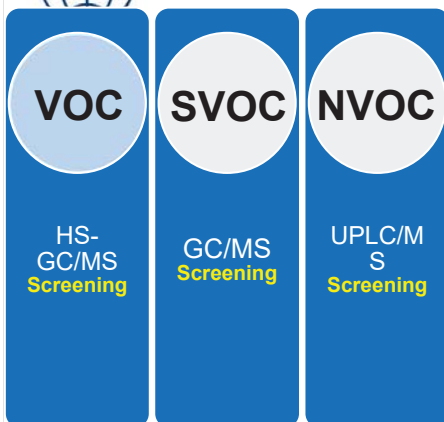 VOC
HS-
GC/MS
Screening
SVOC
GC/MS
Screening
NVOC
UPLC/M
S
Screening